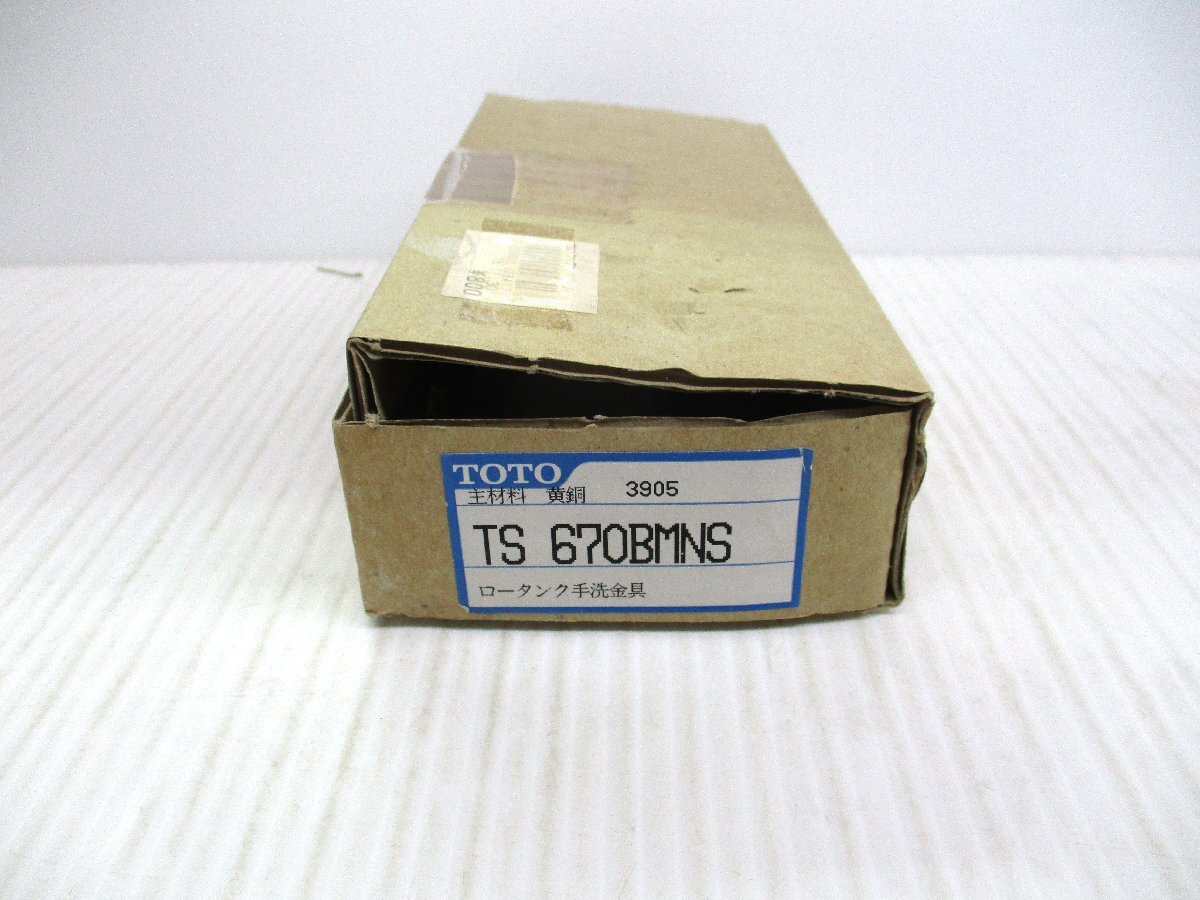 TOTO
主材料 黄銅 3905
TS 670BMNS
ロータンク手洗金具